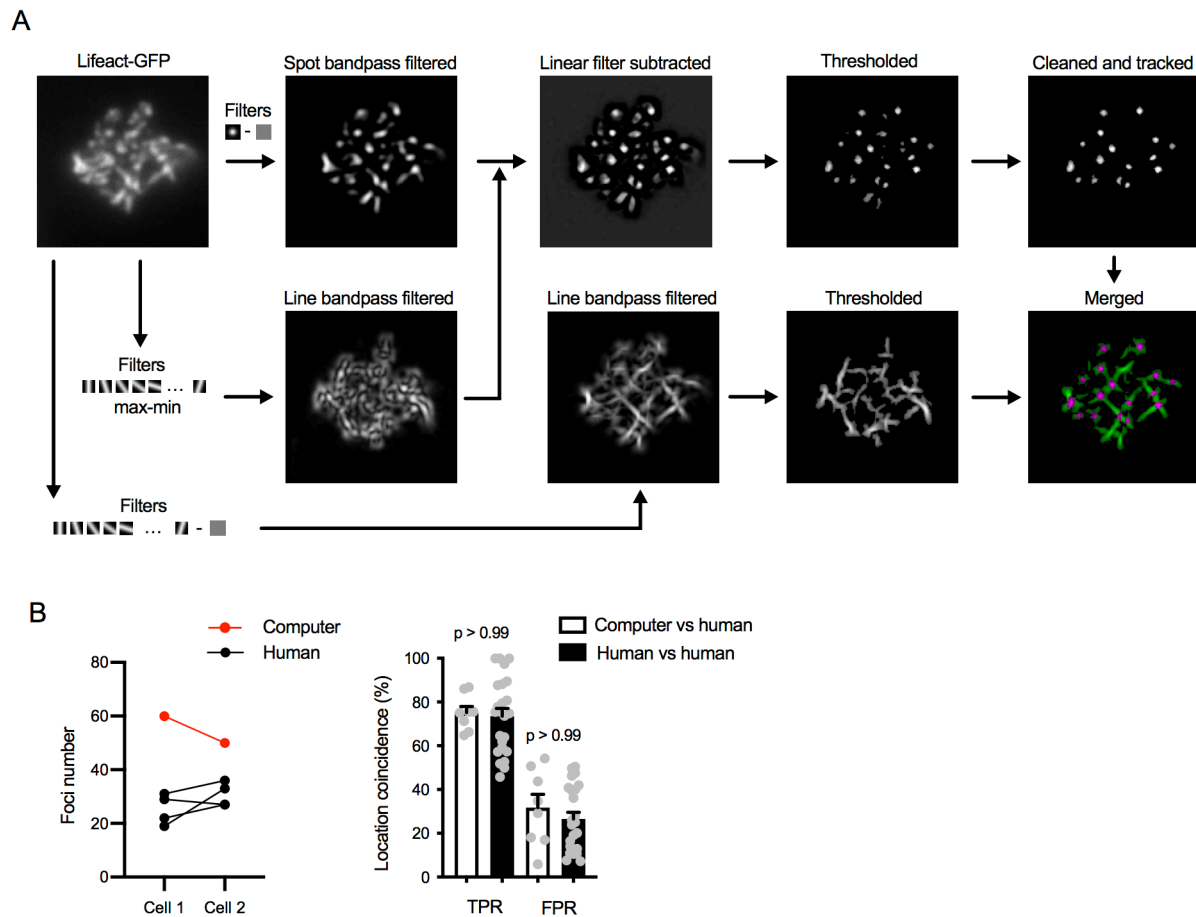 A
Lifeact-GFP
Spot bandpass filtered
Linear filter subtracted
Thresholded
Cleaned and tracked
Filters
-
Line bandpass filtered
Line bandpass filtered
Thresholded
Merged
Filters
...
max-min
Filters
... -
B
Computer
Human
Foci number
80
60
40
20
0
Cell 1 Cell 2
Computer vs human
Human vs human
p > 0.99
p > 0.99
Location coincidence (%)
100
80
60
40
20
0
TPR FPR